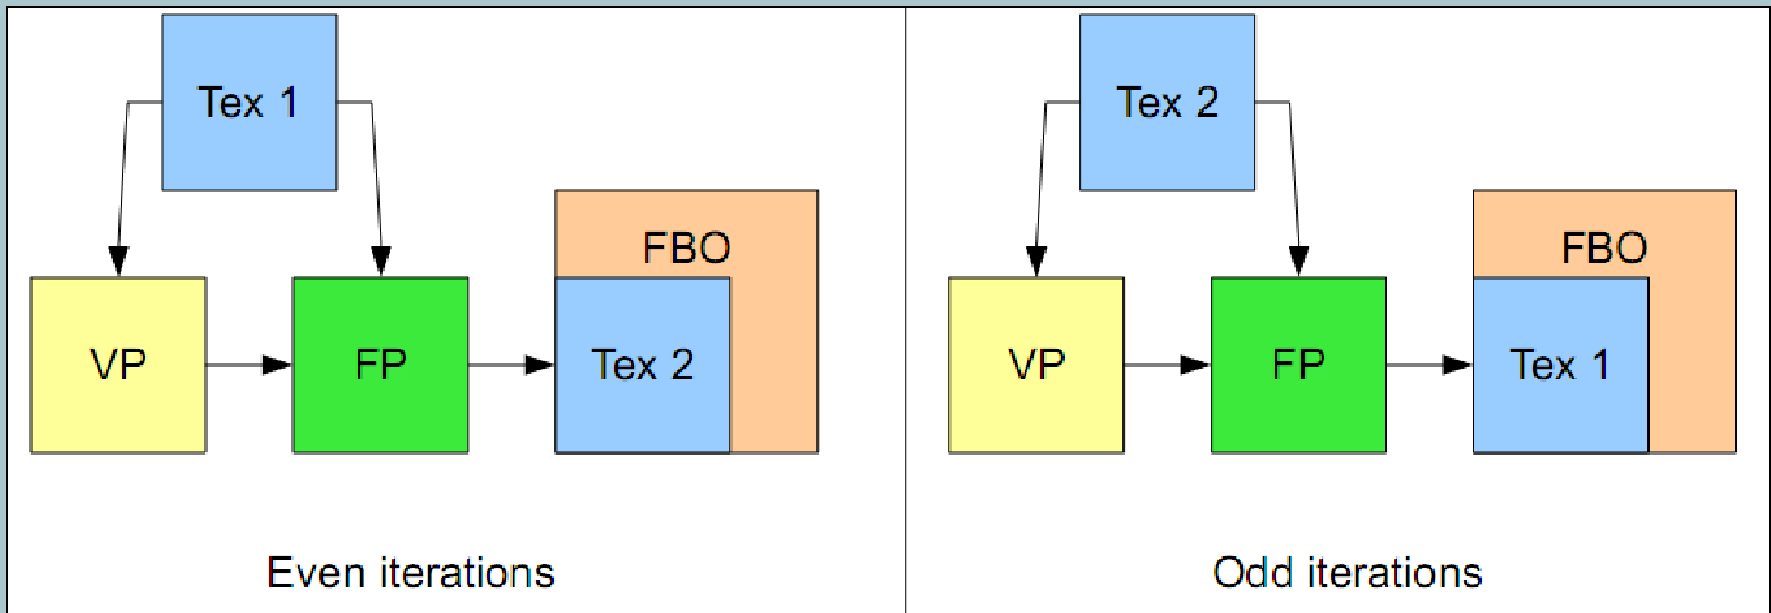 Tex 1
FBO
VP
FP
Tex 2
Even iterations
Tex 2
FBO
VP
FP
Tex 1
Odd iterations